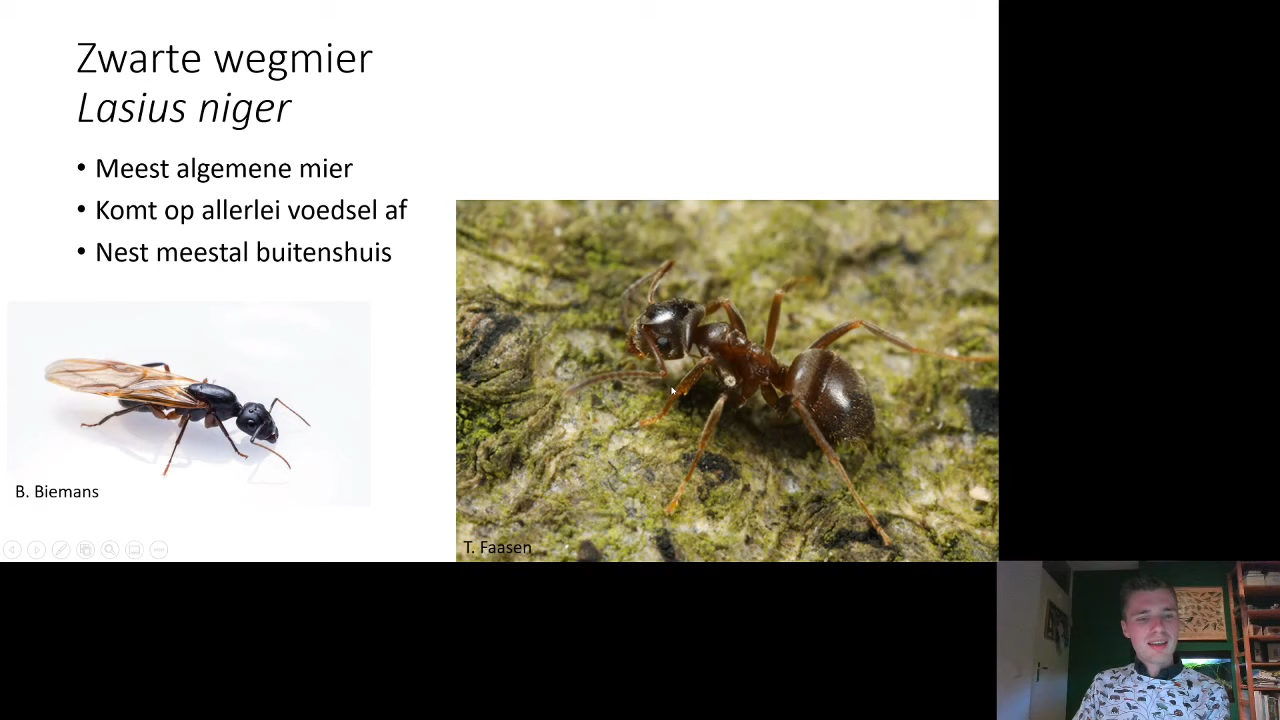 Zwarte wegmier
Lasius niger
• Meest algemene mier
• Komt op allerlei voedsel af
• Nest meestal buitenshuis
B. Biemans
T. Faasen